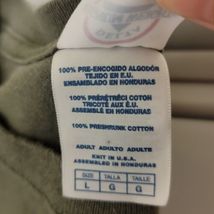 DELTA
100% PRE-ENCOGIDO ALGODÓN
TEJIDO EN E.U.
ENSAMBLADO EN HONDURAS
100% PRÉRÉTRÉCI COTON
TRICOTÉ AUX É.U.
ASSEMBLÉ EN HONDURAS
100% PRESHRUNK COTTON
ADULT ADULTO ADULTE
KNIT IN U.S.A.
ASSEMBLED IN HONDURAS
SIZE TALLA TAILLE
L G G